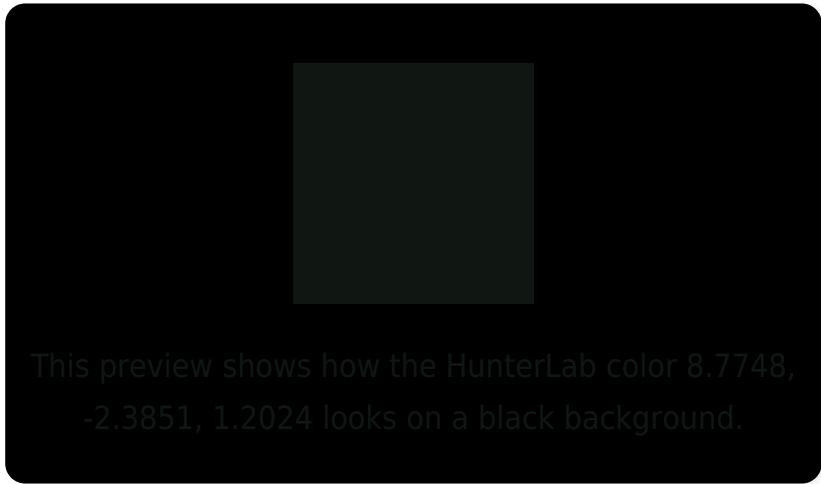 This preview shows how the HunterLab color 8.7748,
-2.3851, 1.2024 looks on a black background.